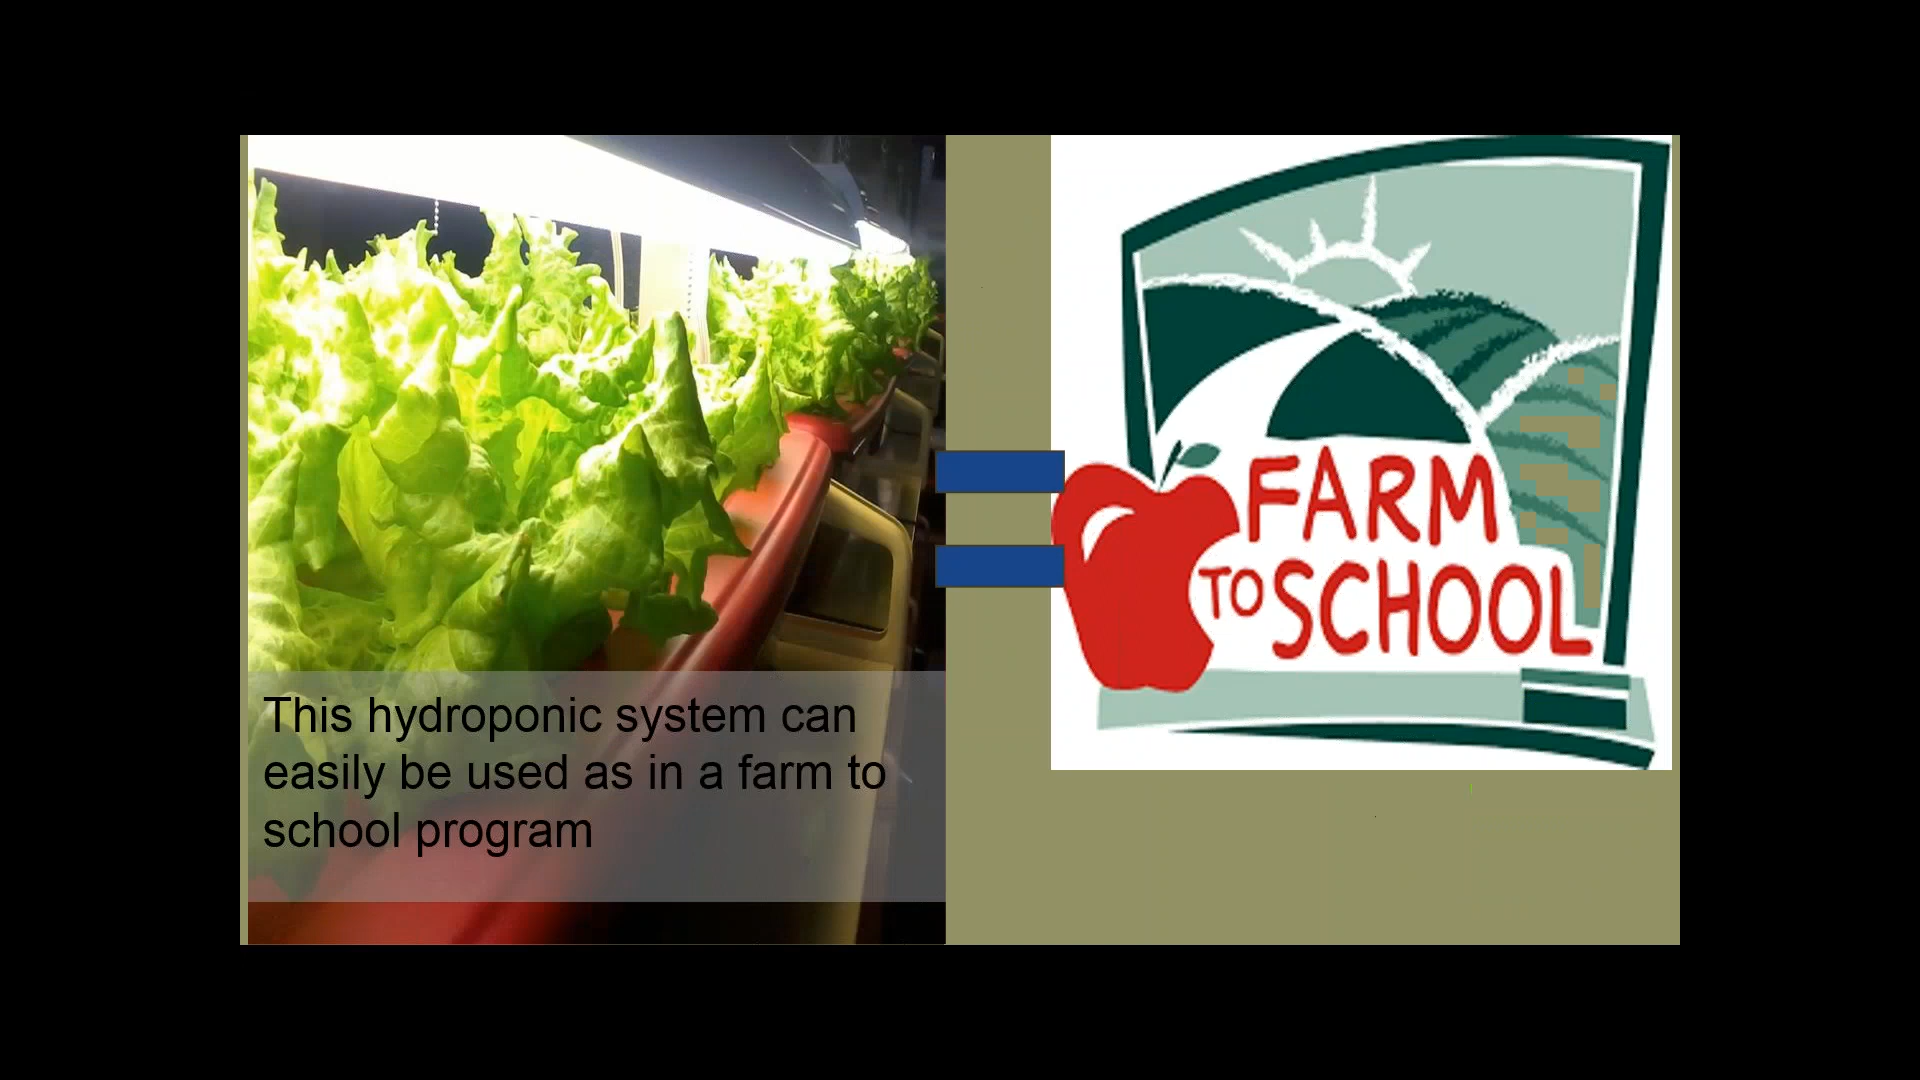 This hydroponic system can
easily be used as in a farm to
school program
FARM
TO SCHOOL